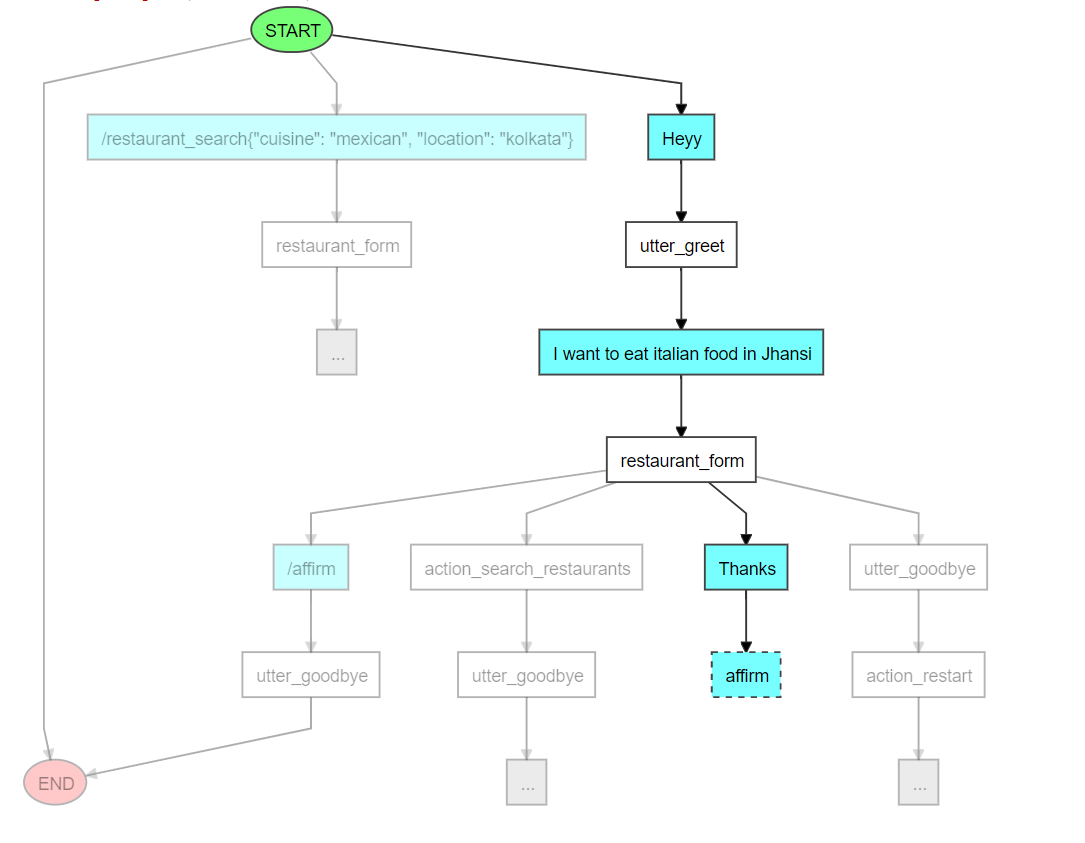 START
/restaurant_search{"cuisine": "mexican", "location": "kolkata"}
Heyy
restaurant_form
utter_greet
...
I want to eat italian food in Jhansi
restaurant_form
/affirm
action_search_restaurants
Thanks
utter_goodbye
utter_goodbye
utter_goodbye
affirm
action_restart
END
...
...